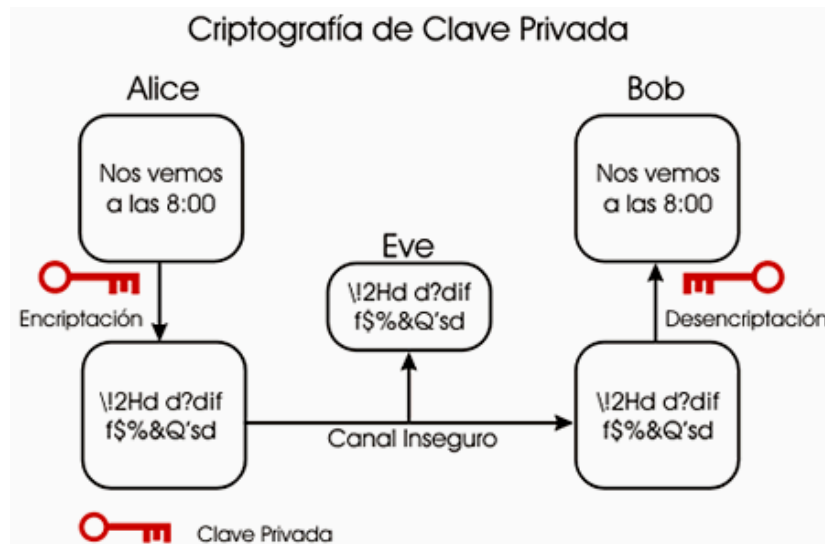 Criptografía de Clave Privada
Alice
Bob
Nos vemos
a las 8:00
Nos vemos
a las 8:00
Eve
\!2Hd d?dif
f$%&Q'sd
Encriptación
Desencriptación
\!2Hd d?dif
f$%&Q'sd
\!2Hd d?dif
f$%&Q'sd
Canal Inseguro
Clave Privada